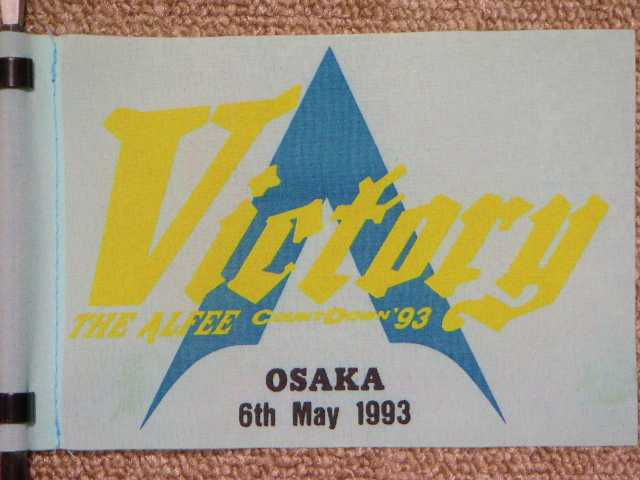 Victory
THE ALFEE COUNTDOWN '93
OSAKA
6th May 1993